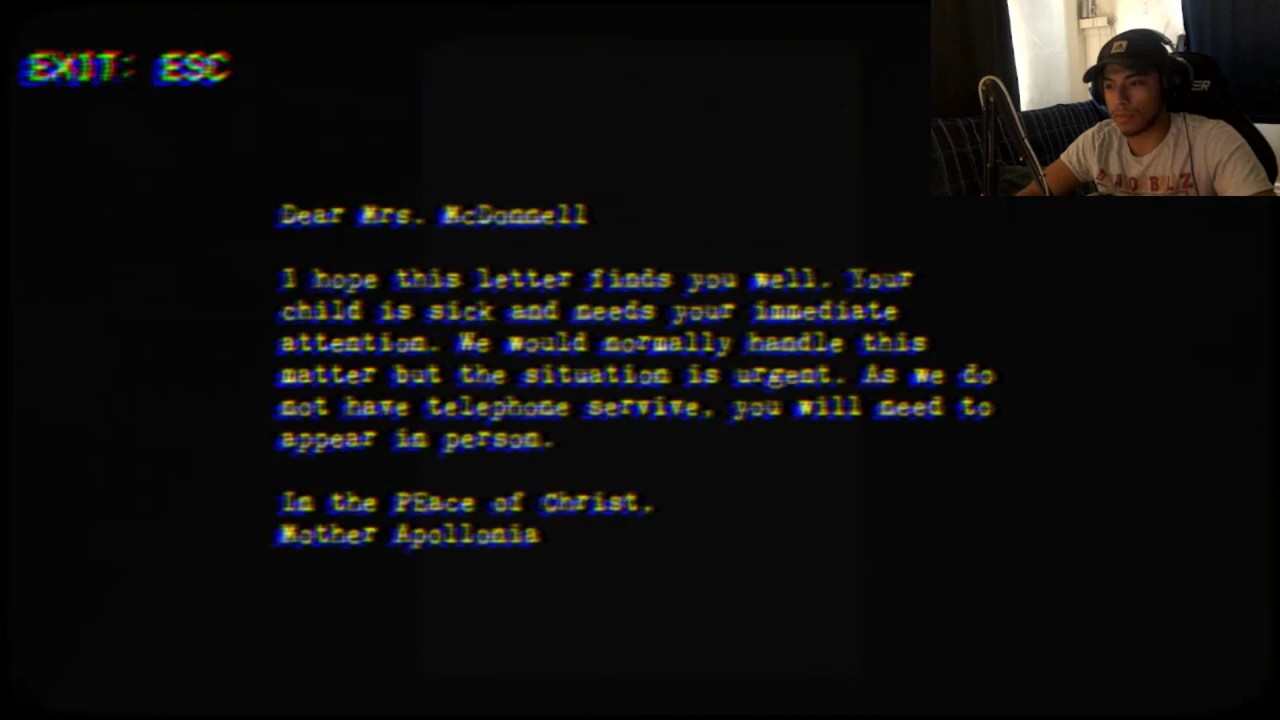 EXIT: ESC
Dear Mrs. McDonnell
I hope this letter finds you well. Your
child is sick and needs your immediate
attention. We would normally handle this
matter but the situation is urgent. As we do
not have telephone servive, you will need to
appear in person.
In the PEace of Christ,
Mother Apollonia